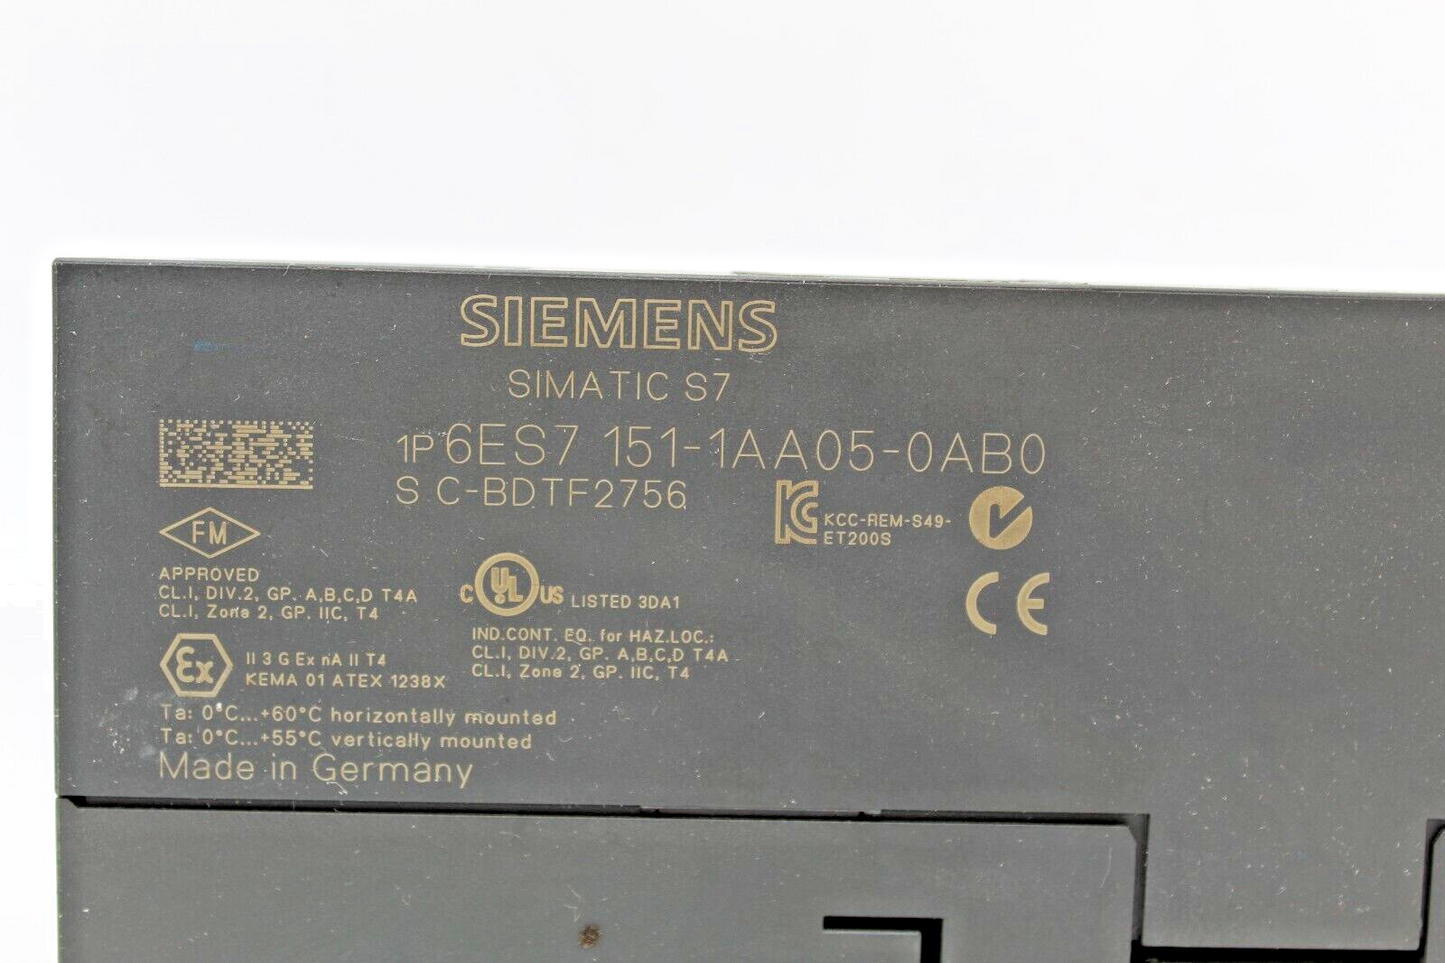 SIEMENS
SIMATIC S7
1P 6ES7 151-1AA05-0AB0
S C-BDTF2756
KCC-REM-S49-
ET200S
FM
APPROVED
CL.I, DIV.2, GP. A,B,C,D T4A
CL.I, Zone 2, GP. IIC, T4
C UL US LISTED 3DA1
IND.CONT. EQ. for HAZ.LOC.:
CL.I, DIV.2, GP. A,B,C,D T4A
CL.I, Zone 2, GP. IIC, T4
CE
Ex
II 3 G Ex nA II T4
KEMA 01 ATEX 1238X
Ta: 0°C...+60°C horizontally mounted
Ta: 0°C...+55°C vertically mounted
Made in Germany